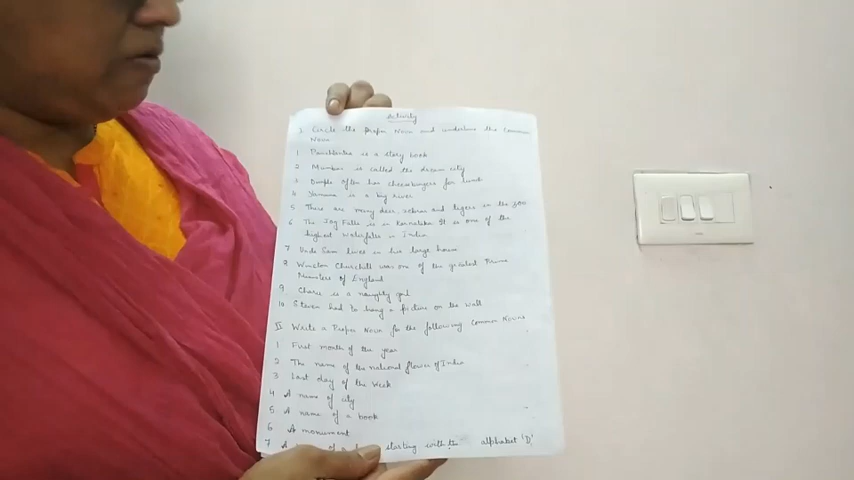 Activity
I. Circle the Proper Noun and underline the Common
Noun
1 Panchtantra is a story book
2 Mumbai is called the dream city
3 Dimple often has cheeseburgers for lunch
4 Yamuna is a big river
5 There are many deer, zebras and tigers in the zoo
6 The Jog Falls is in Karnataka. It is one of the
highest waterfalls in India
7 Uncle Sam lives in his large house
8 Winston Churchill was one of the greatest Prime
Ministers of England
9 is a naughty girl
10 Steven had to hang a picture on the wall
II. Write a Proper Noun for the following Common Nouns
1 First month of the year
2 The name of the national flower of India
3 Last day of the week
4 A name of city
5 A name of a book
6 A monument
7 A of a starting with alphabet 'D'